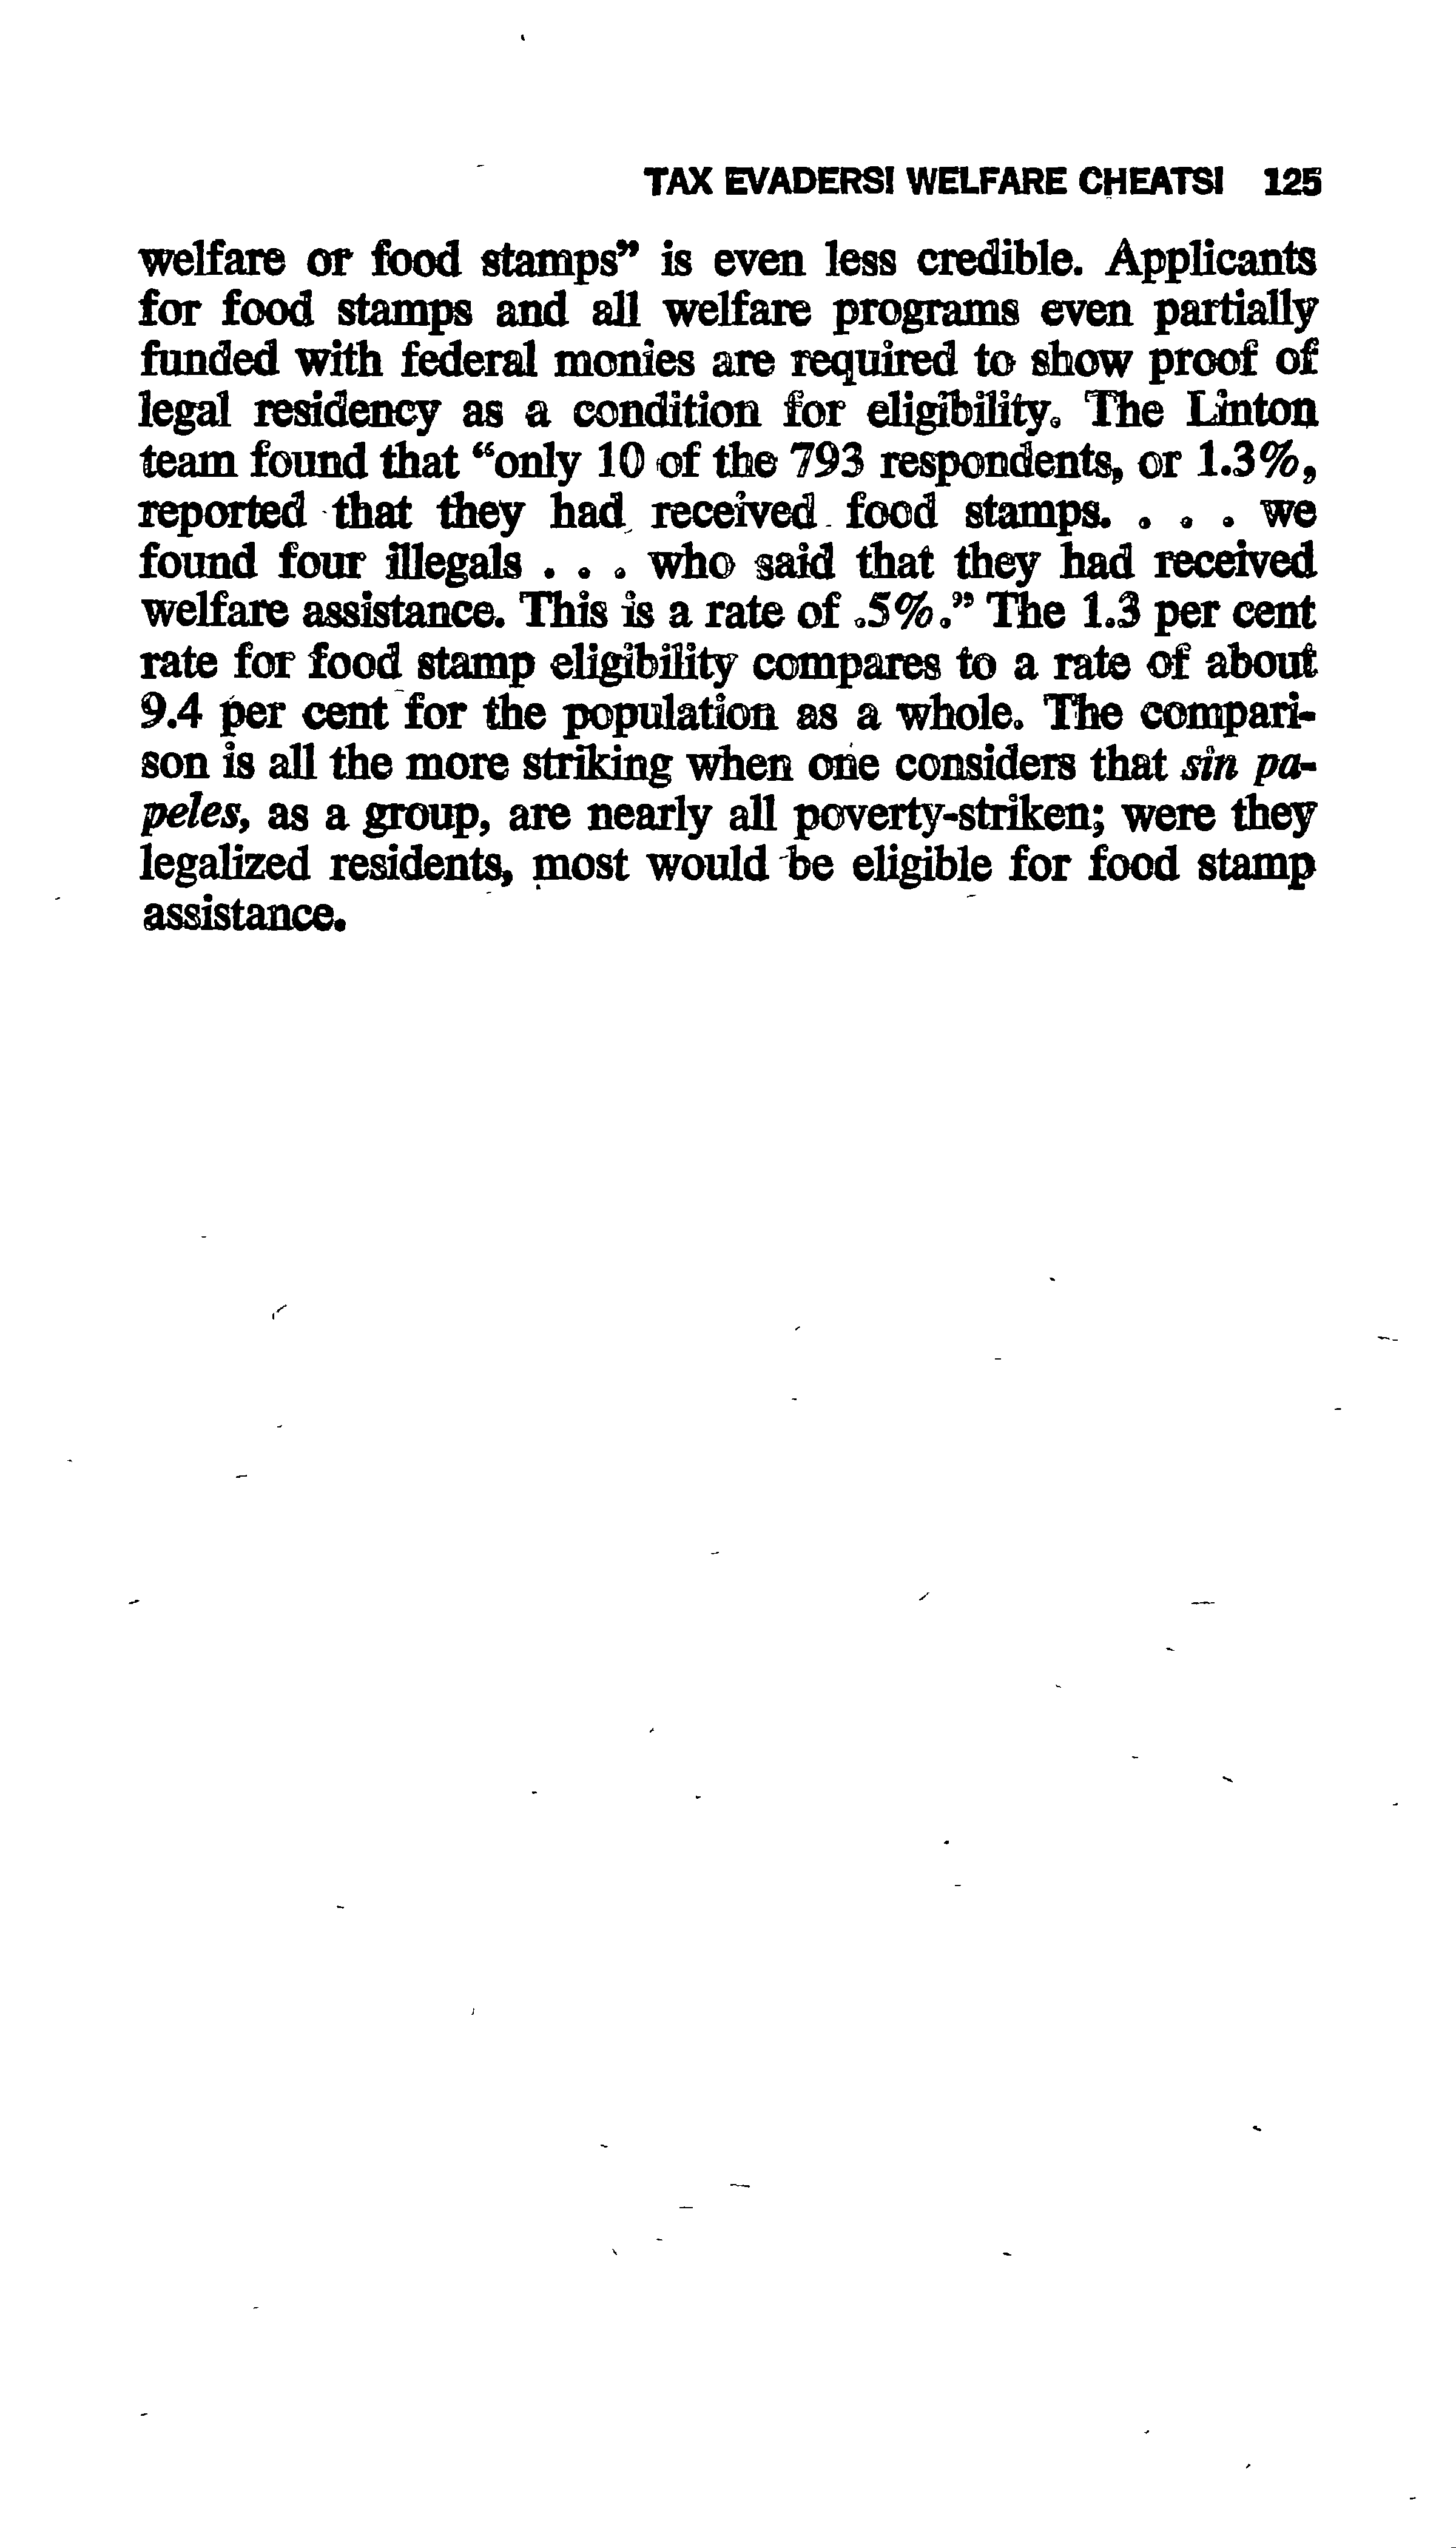 TAX EVADERS! WELFARE CHEATS! 125
welfare or food stamps” is even less credible. Applicants
for food stamps and all welfare programs even partially
funded with federal monies are required to show proof of
legal residency as a condition for eligibility. The Linton
team found that “only 10 of the 793 respondents, or 1.3%,
reported that they had received food stamps. . . . we
found four illegals . . . who said that they had received
welfare assistance. This is a rate of .5%.” The 1.3 per cent
rate for food stamp eligibility compares to a rate of about
9.4 per cent for the population as a whole. The compari-
son is all the more striking when one considers that sin pa-
peles, as a group, are nearly all poverty-striken; were they
legalized residents, most would be eligible for food stamp
assistance.